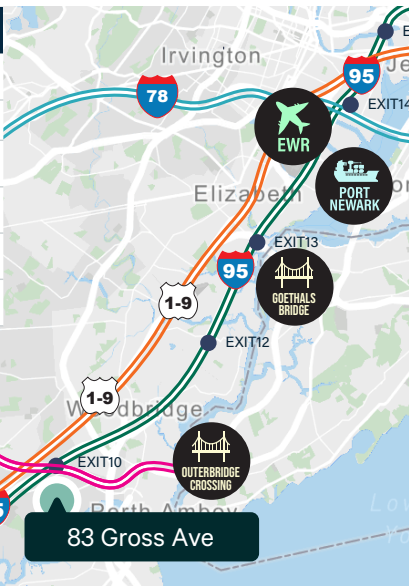 Irvington
95
78
EXIT14
EWR
Elizabeth
PORT
NEWARK
EXIT13
95
GOETHALS
BRIDGE
1-9
EXIT12
1-9
Woodbridge
EXIT10
OUTERBRIDGE
CROSSING
Perth Amboy
83 Gross Ave